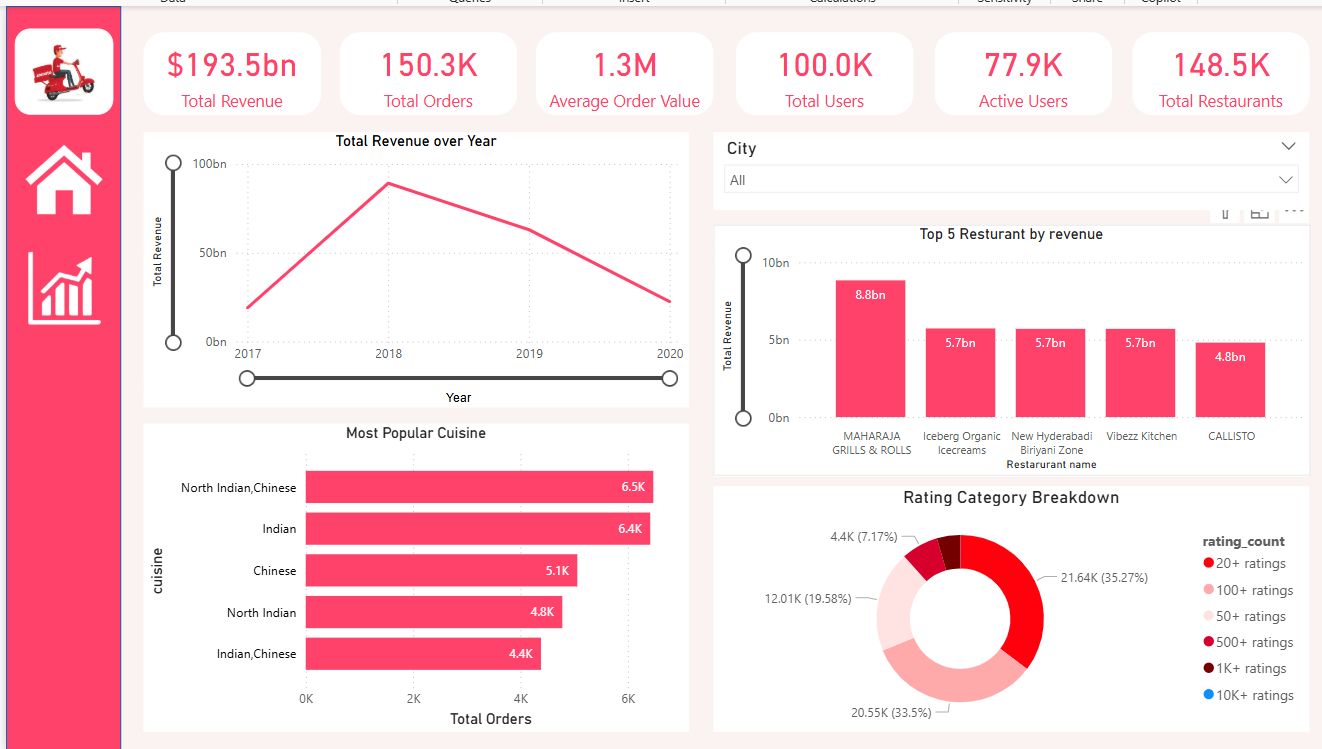 Data Queries Insert Calculations Sensitivity Share Copilot
$193.5bn
Total Revenue
150.3K
Total Orders
1.3M
Average Order Value
100.0K
Total Users
77.9K
Active Users
148.5K
Total Restaurants
Total Revenue over Year
Total Revenue
100bn
50bn
0bn
2017 2018 2019 2020
Year
City
All
Top 5 Resturant by revenue
Total Revenue
10bn
5bn
0bn
8.8bn
5.7bn
5.7bn
5.7bn
4.8bn
MAHARAJA
GRILLS & ROLLS
Iceberg Organic
Icecreams
New Hyderabadi
Biriyani Zone
Vibezz Kitchen
CALLISTO
Restarurant name
Most Popular Cuisine
cuisine
North Indian,Chinese 6.5K
Indian 6.4K
Chinese 5.1K
North Indian 4.8K
Indian,Chinese 4.4K
0K 2K 4K 6K
Total Orders
Rating Category Breakdown
4.4K (7.17%)
21.64K (35.27%)
12.01K (19.58%)
20.55K (33.5%)
rating_count
20+ ratings
100+ ratings
50+ ratings
500+ ratings
1K+ ratings
10K+ ratings